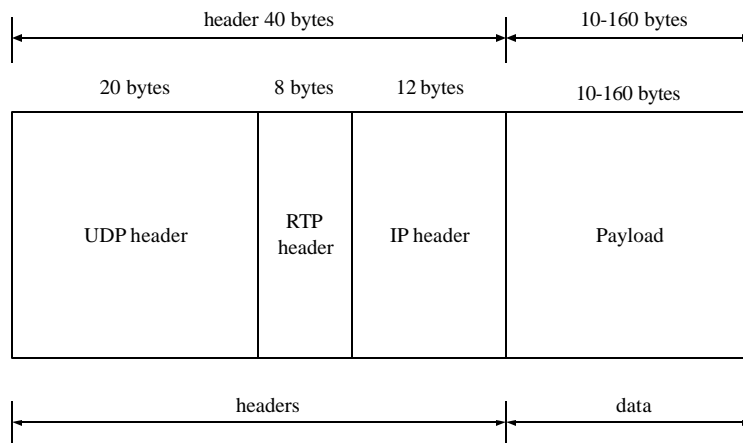 header 40 bytes
10-160 bytes
20 bytes
8 bytes
12 bytes
10-160 bytes
UDP header
RTP
header
IP header
Payload
headers
data